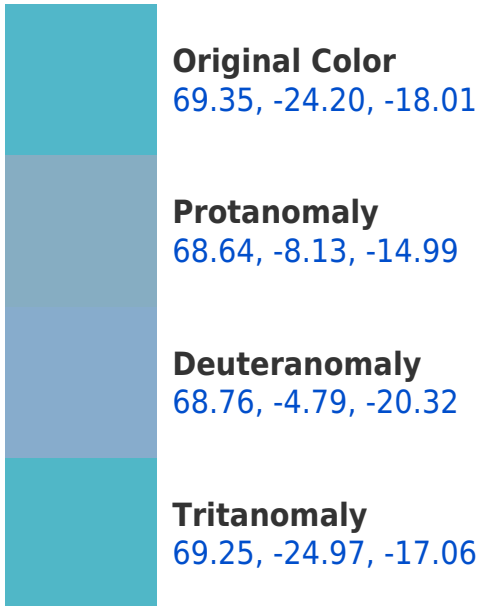 Original Color
69.35, -24.20, -18.01
Protanomaly
68.64, -8.13, -14.99
Deuteranomaly
68.76, -4.79, -20.32
Tritanomaly
69.25, -24.97, -17.06